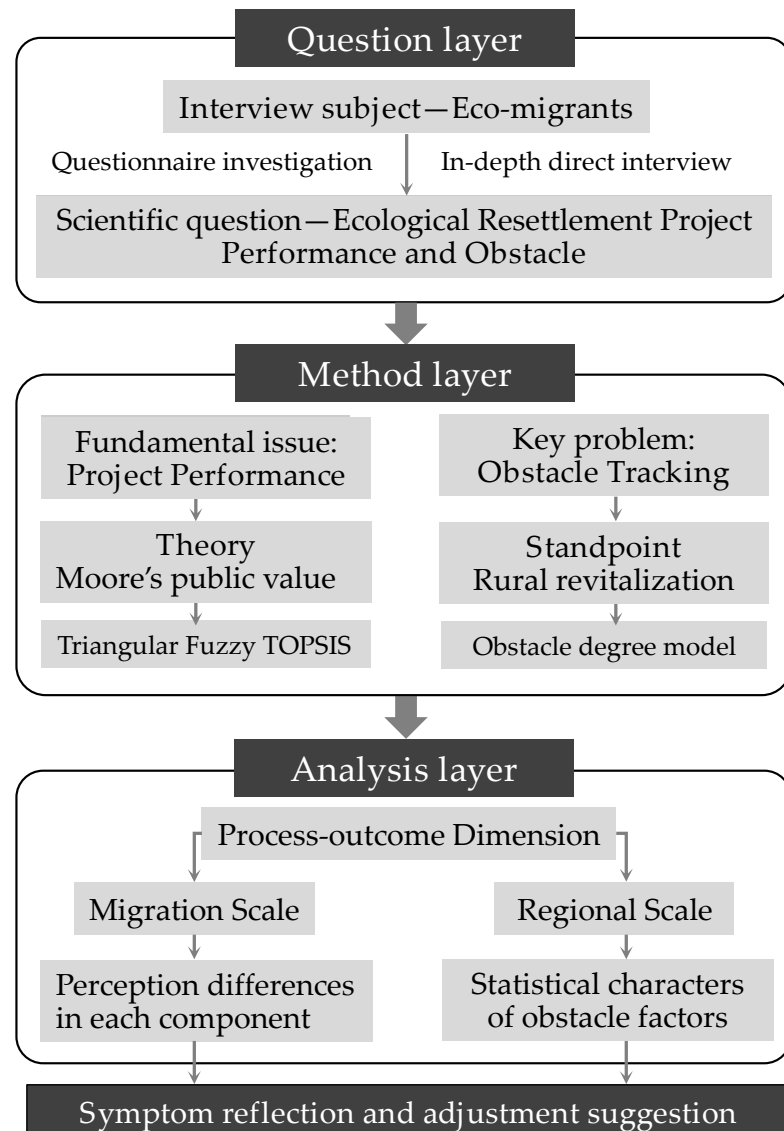 Question layer
Interview subject—Eco-migrants
Questionnaire investigation
In-depth direct interview
Scientific question—Ecological Resettlement Project
Performance and Obstacle
Method layer
Fundamental issue:
Project Performance
Theory
Moore's public value
Triangular Fuzzy TOPSIS
Key problem:
Obstacle Tracking
Standpoint
Rural revitalization
Obstacle degree model
Analysis layer
Process-outcome Dimension
Migration Scale
Perception differences
in each component
Regional Scale
Statistical characters
of obstacle factors
Symptom reflection and adjustment suggestion